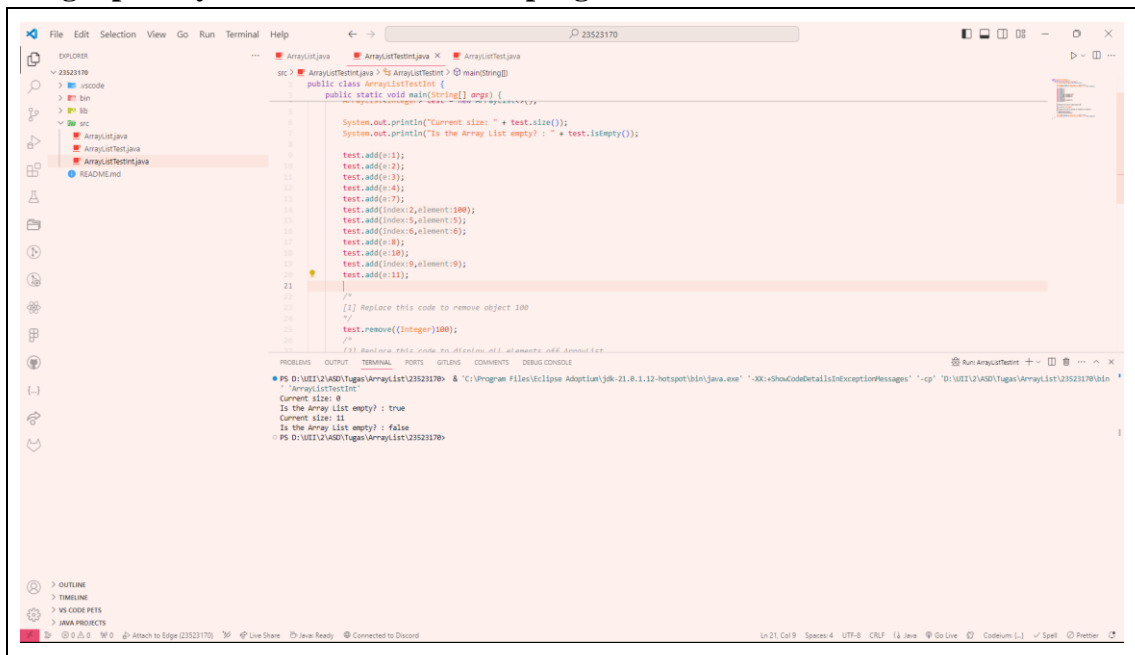 File Edit Selection View Go Run Terminal Help
23523170
EXPLORER
23523170
.vscode
bin
lib
src
ArrayList.java
ArrayListTest.java
ArrayListTestInt.java
README.md
OUTLINE
TIMELINE
VS CODE PETS
JAVA PROJECTS
ArrayList.java ArrayListTestInt.java ArrayListTest.java
src > ArrayListTestInt.java > ArrayListTestInt > main(String[])
public class ArrayListTestInt {
public static void main(String[] args) {
System.out.println("Current size: " + test.size());
System.out.println("Is the Array List empty? : " + test.isEmpty());
test.add(e:1);
test.add(e:2);
test.add(e:3);
test.add(e:4);
test.add(e:7);
test.add(index:2,element:100);
test.add(index:5,element:5);
test.add(index:6,element:6);
test.add(e:8);
test.add(e:10);
test.add(index:9,element:9);
test.add(e:11);
21
/*
[1] Replace this code to remove object 100
*/
test.remove((Integer)100);
/*
PROBLEMS OUTPUT TERMINAL PORTS GITLENS COMMENTS DEBUG CONSOLE
Run: ArrayListTestInt
PS D:\UII\2\ASD\Tugas\ArrayList\23523170> & 'C:\Program Files\Eclipse Adoptium\jdk-21.0.1.12-hotspot\bin\java.exe' '-XX:+ShowCodeDetailsInExceptionMessages' '-cp' 'D:\UII\2\ASD\Tugas\ArrayList\23523170\bin
' 'ArrayListTestInt'
Current size: 0
Is the Array List empty? : true
Current size: 11
Is the Array List empty? : false
PS D:\UII\2\ASD\Tugas\ArrayList\23523170>
0 0 0 Attach to Edge (23523170) Live Share Java: Ready Connected to Discord
Ln 21, Col 9 Spaces: 4 UTF-8 CRLF Java Go Live Codeium: {...} Spell Prettier